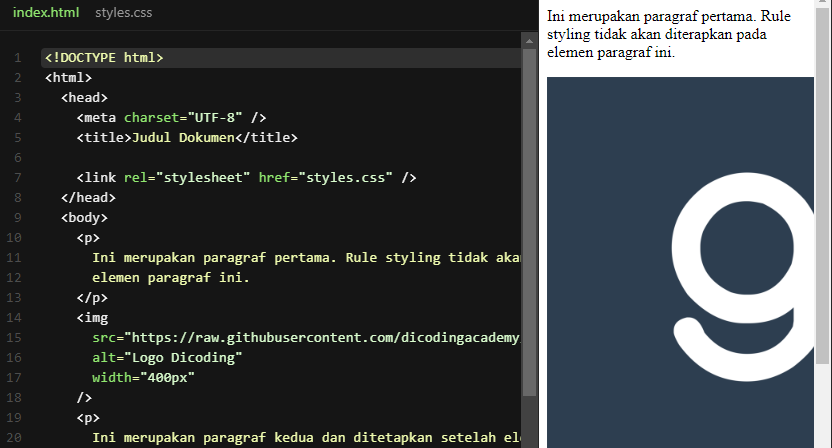 index.html styles.css
1 <!DOCTYPE html>
2 <html>
3 <head>
4 <meta charset="UTF-8" />
5 <title>Judul Dokumen</title>
6
7 <link rel="stylesheet" href="styles.css" />
8 </head>
9 <body>
10 <p>
11 Ini merupakan paragraf pertama. Rule styling tidak aka
12 elemen paragraf ini.
13 </p>
14 <img
15 src="https://raw.githubusercontent.com/dicodingacademy
16 alt="Logo Dicoding"
17 width="400px"
18 />
19 <p>
20 Ini merupakan paragraf kedua dan ditetapkan setelah el
Ini merupakan paragraf pertama. Rule
styling tidak akan diterapkan pada
elemen paragraf ini.
g